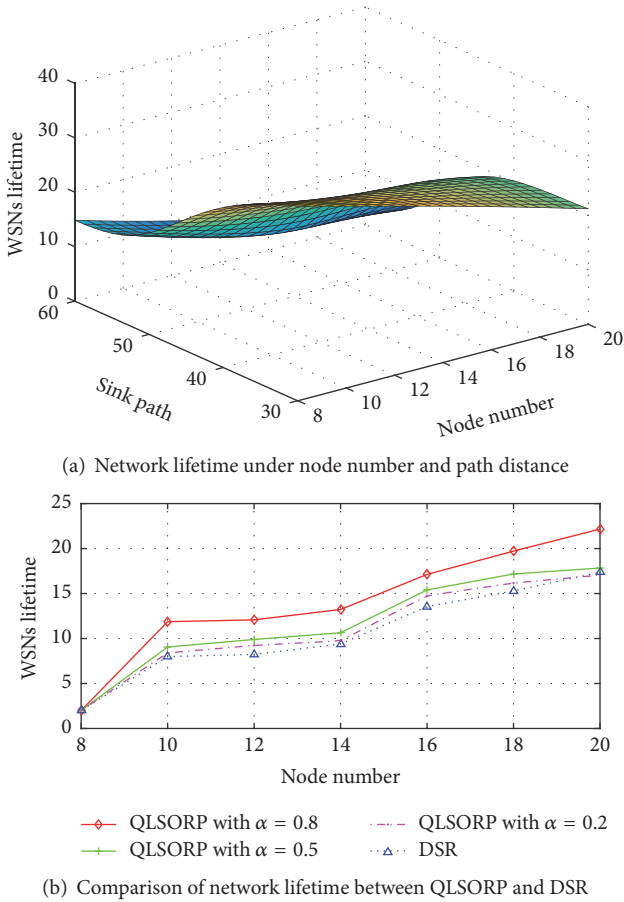 40
30
20
10
0
WSNs lifetime
60
50
40
30
Sink path
8
10
12
14
16
18
20
Node number
(a) Network lifetime under node number and path distance
25
20
15
10
5
0
WSNs lifetime
8 10 12 14 16 18 20
Node number
QLSORP with α = 0.8 QLSORP with α = 0.2
QLSORP with α = 0.5 DSR
(b) Comparison of network lifetime between QLSORP and DSR